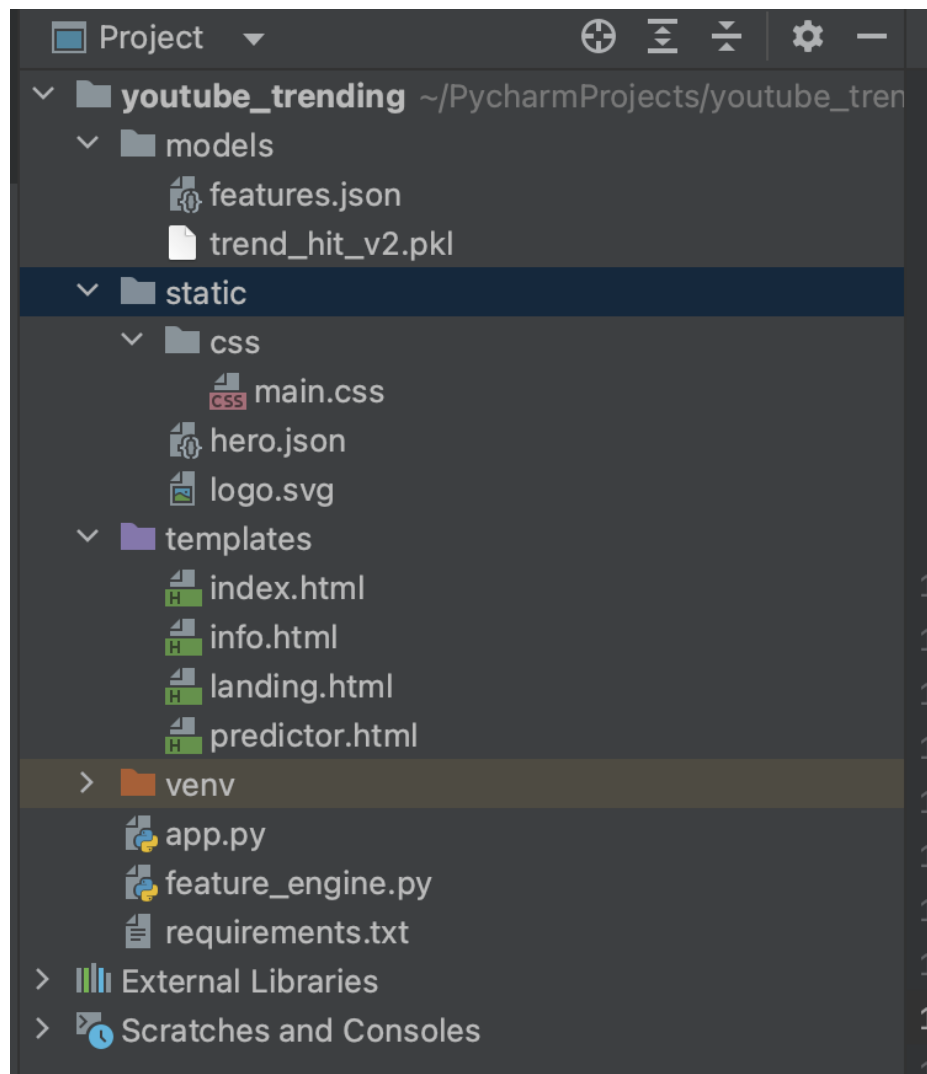 Project
youtube_trending ~/PycharmProjects/youtube_tren
models
features.json
trend_hit_v2.pkl
static
css
main.css
hero.json
logo.svg
templates
index.html
info.html
landing.html
predictor.html
venv
app.py
feature_engine.py
requirements.txt
External Libraries
Scratches and Consoles